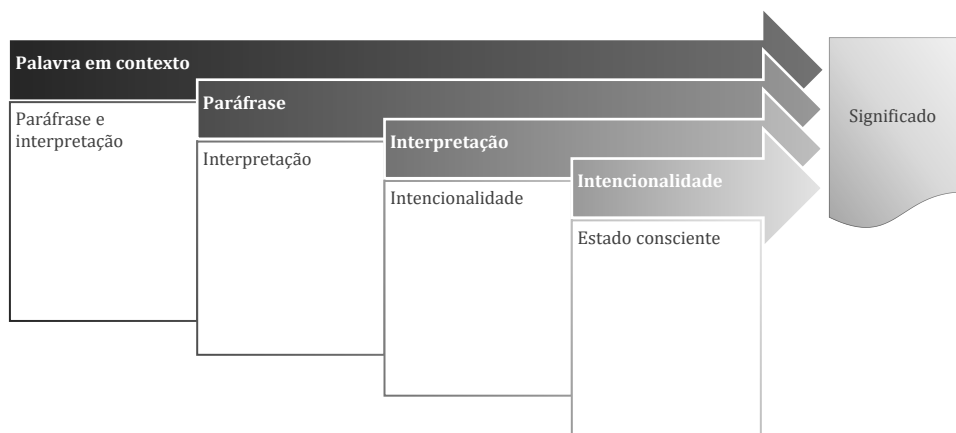 Palavra em contexto
Paráfrase e
interpretação
Paráfrase
Interpretação
Interpretação
Intencionalidade
Intencionalidade
Estado consciente
Significado